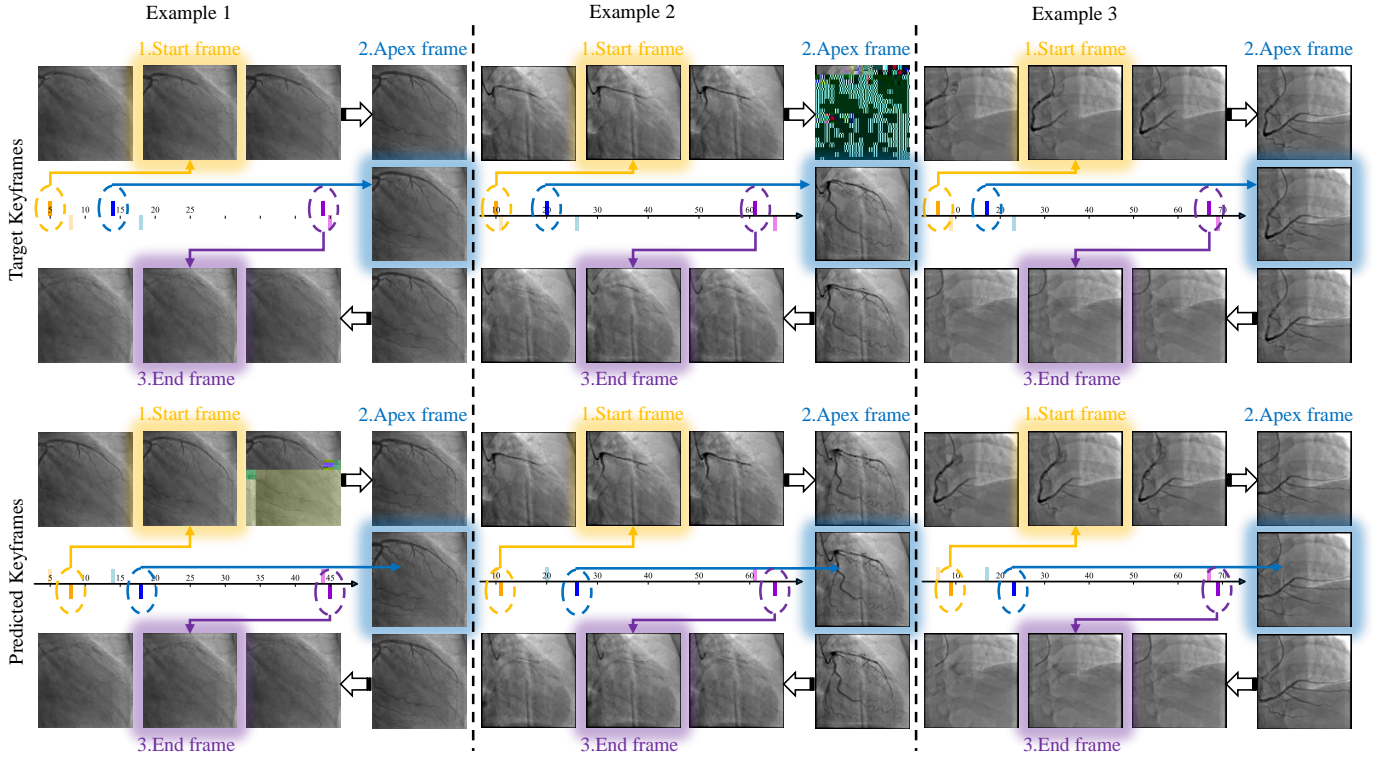 Example 1
Example 2
Example 3
Target Keyframes
1.Start frame
2.Apex frame
1.Start frame
2.Apex frame
1.Start frame
2.Apex frame
5 10 15 20 25 40 45
10 20 30 40 50 60
10 20 30 40 50 60 70
3.End frame
3.End frame
3.End frame
Predicted Keyframes
1.Start frame
2.Apex frame
1.Start frame
2.Apex frame
1.Start frame
2.Apex frame
5 10 15 20 25 30 35 40 45
10 20 30 40 50 60
10 20 30 40 50 60 70
3.End frame
3.End frame
3.End frame